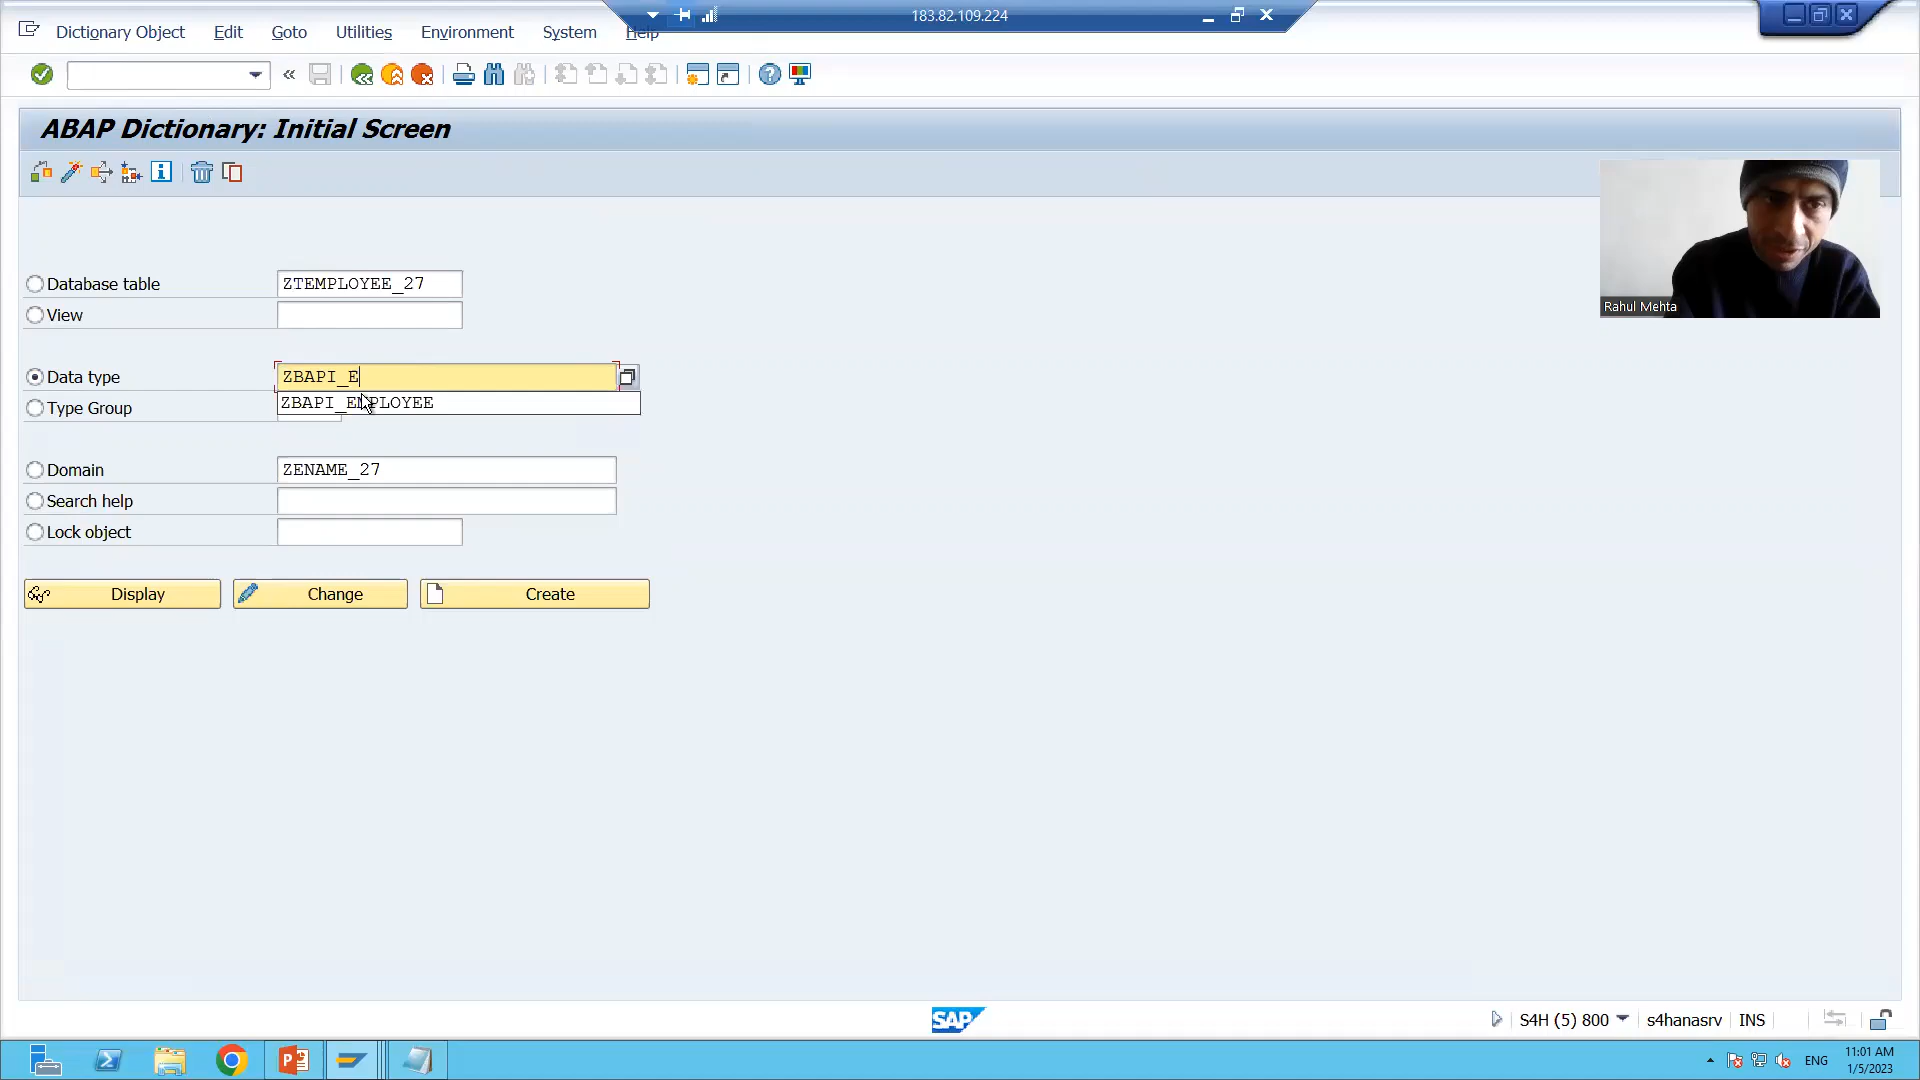 183.82.109.224
Dictionary Object Edit Goto Utilities Environment System Help
ABAP Dictionary: Initial Screen
Rahul Mehta
Database table ZTEMPLOYEE_27
View
Data type ZBAPI_E
ZBAPI_EMPLOYEE
Type Group
Domain ZENAME_27
Search help
Lock object
Display Change Create
SAP
S4H (5) 800 s4hanasrv INS
ENG
11:01 AM
1/5/2023